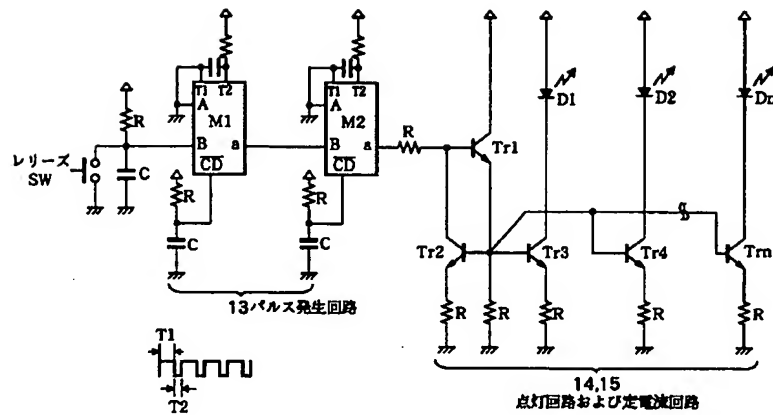 T1 T2
A
M1
B a
CD
T1 T2
A
M2
B a
CD
R
レリーズ
SW
C
R
C
R
C
R
Tr1
D1
D2
Dn
Tr2
Tr3
Tr4
Trn
R
R
R
R
R
13パルス発生回路
T1
T2
14,15
点灯回路および定電流回路